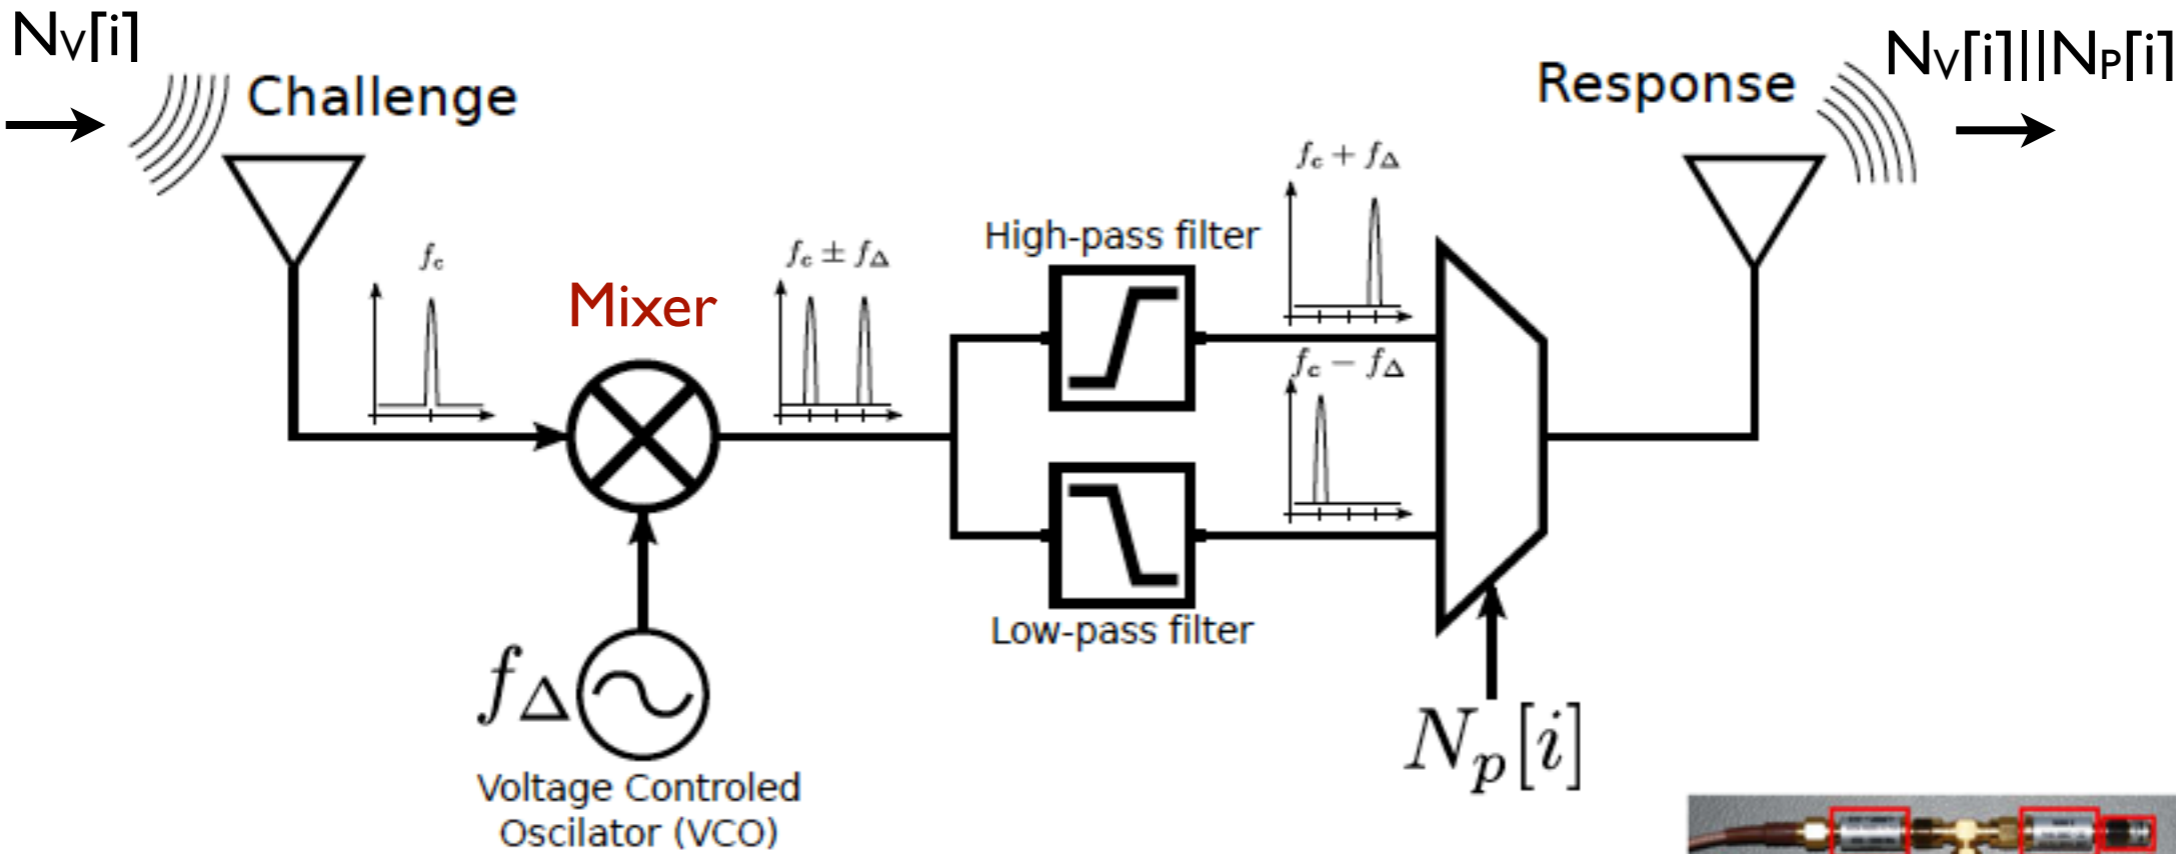 Nv[i]
Challenge
Response
Nv[i]||NP[i]
fc
Mixer
fc ± fΔ
High-pass filter
fc + fΔ
fc − fΔ
Low-pass filter
fΔ
Voltage Controled
Oscilator (VCO)
Np[i]